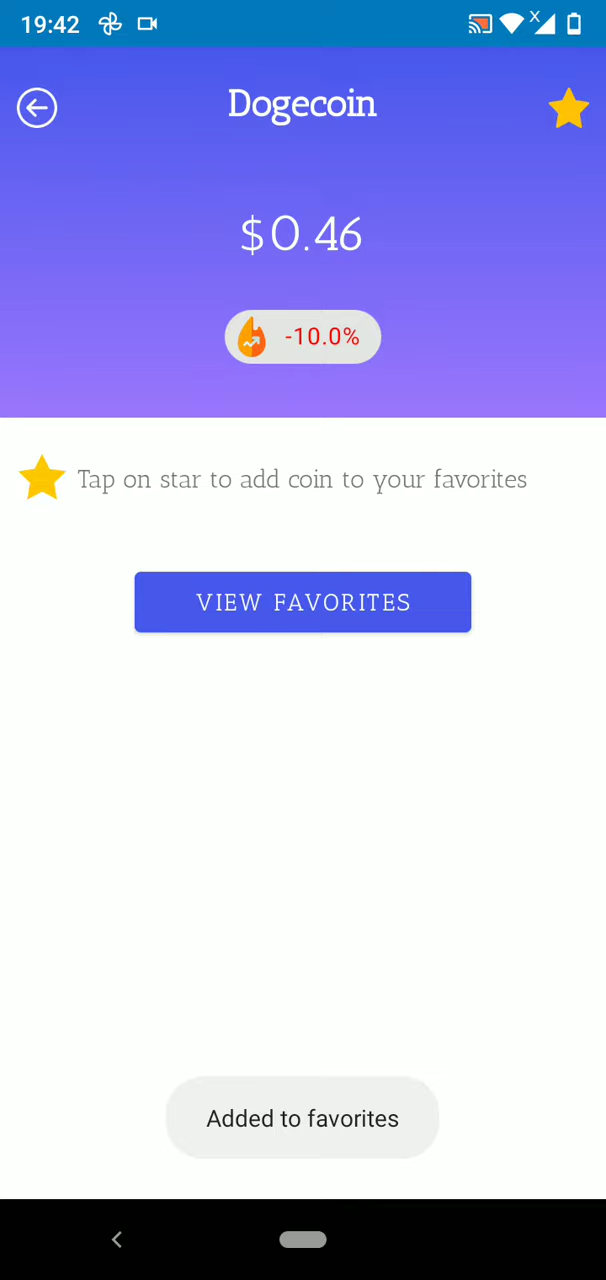 19:42
X
Dogecoin
$0.46
-10.0%
Tap on star to add coin to your favorites
VIEW FAVORITES
Added to favorites